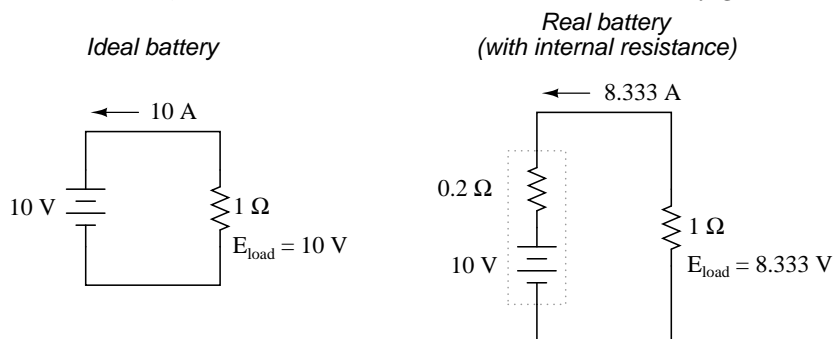 Ideal battery
10 A
10 V
1 Ω
E_load = 10 V
Real battery
(with internal resistance)
8.333 A
0.2 Ω
10 V
1 Ω
E_load = 8.333 V